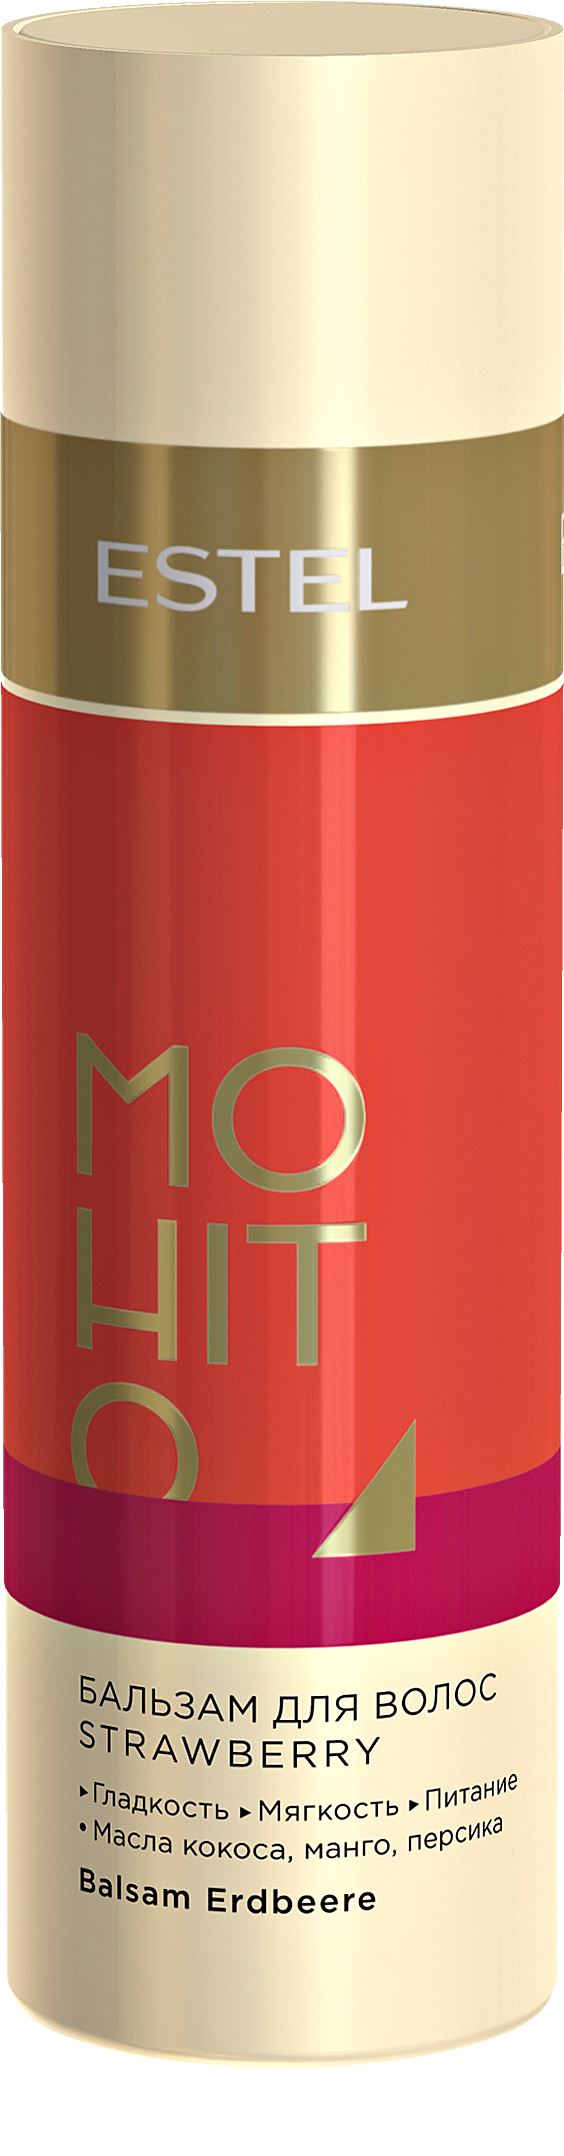 ESTEL
MO
HIT
O
БАЛЬЗАМ ДЛЯ ВОЛОС
STRAWBERRY
▸Гладкость ▸Мягкость ▸Питание
•Масла кокоса, манго, персика
Balsam Erdbeere